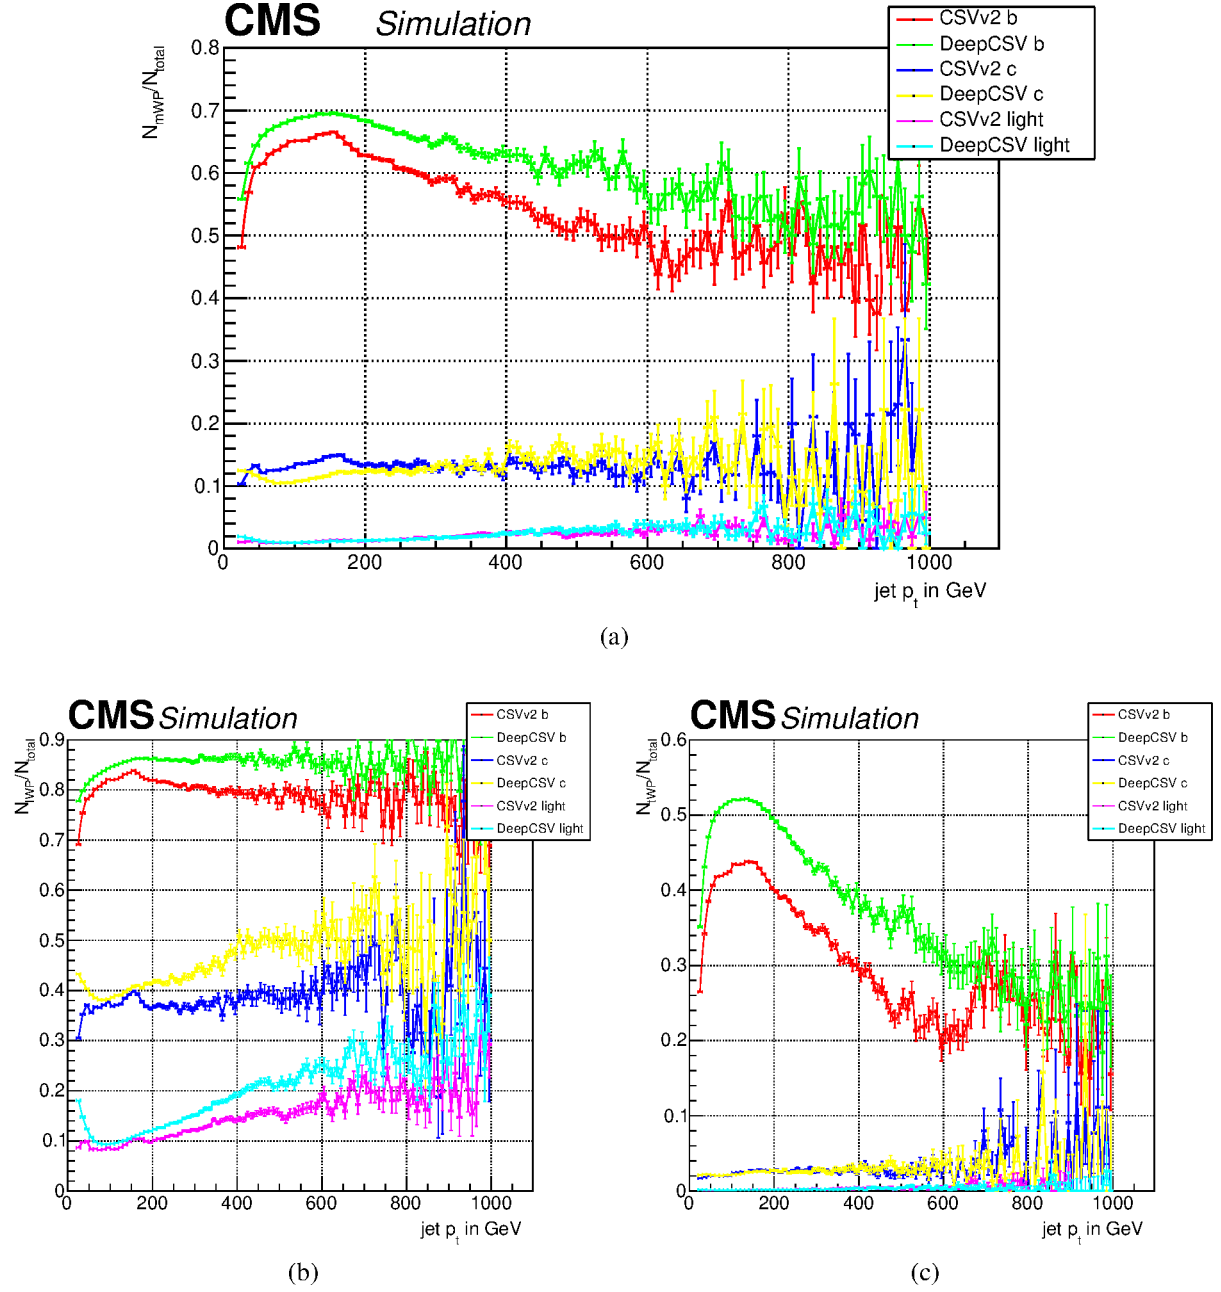 CMS Simulation
CSVv2 b
DeepCSV b
CSVv2 c
DeepCSV c
CSVv2 light
DeepCSV light
N_mWP/N_total
0.8
0.7
0.6
0.5
0.4
0.3
0.2
0.1
0
0 200 400 600 800 1000
jet p_t in GeV
(a)
CMS Simulation
CSVv2 b
DeepCSV b
CSVv2 c
DeepCSV c
CSVv2 light
DeepCSV light
N_lWP/N_total
0.9
0.8
0.7
0.6
0.5
0.4
0.3
0.2
0.1
0
0 200 400 600 800 1000
jet p_t in GeV
(b)
CMS Simulation
CSVv2 b
DeepCSV b
CSVv2 c
DeepCSV c
CSVv2 light
DeepCSV light
N_tWP/N_total
0.6
0.5
0.4
0.3
0.2
0.1
0
0 200 400 600 800 1000
jet p_t in GeV
(c)